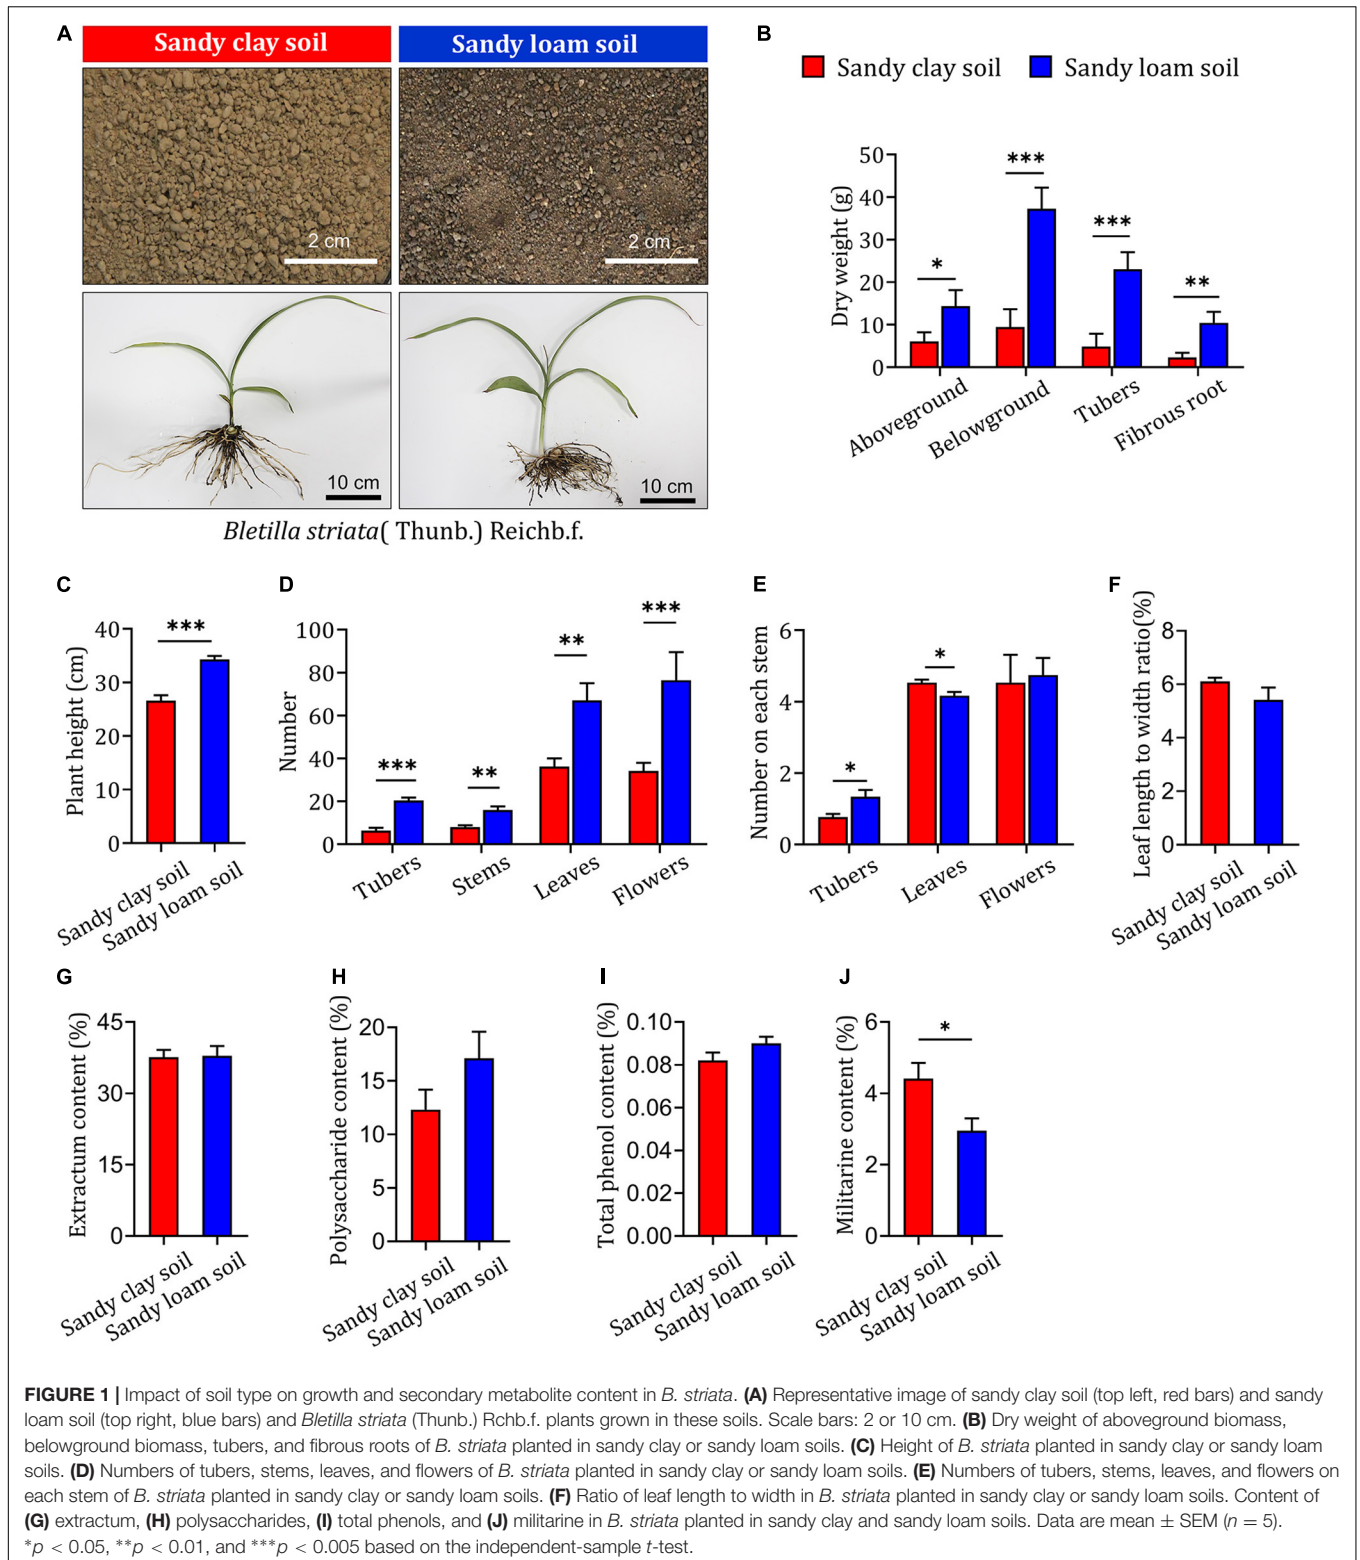 A
Sandy clay soil
Sandy loam soil
2 cm
2 cm
10 cm
10 cm
Bletilla striata( Thunb.) Reichb.f.
B
Sandy clay soil
Sandy loam soil
Dry weight (g)
50
40
30
20
10
0
*
***
***
**
Aboveground
Belowground
Tubers
Fibrous root
C
Plant height (cm)
40
30
20
10
0
***
Sandy clay soil
Sandy loam soil
D
Number
100
80
60
40
20
0
***
**
**
***
Tubers
Stems
Leaves
Flowers
E
Number on each stem
6
4
2
0
*
*
Tubers
Leaves
Flowers
F
Leaf length to width ratio(%)
8
6
4
2
0
Sandy clay soil
Sandy loam soil
G
Extractum content (%)
45
30
15
0
Sandy clay soil
Sandy loam soil
H
Polysaccharide content (%)
20
15
10
5
0
Sandy clay soil
Sandy loam soil
I
Total phenol content (%)
0.10
0.08
0.06
0.04
0.02
0.00
Sandy clay soil
Sandy loam soil
J
Militarine content (%)
6
4
2
0
*
Sandy clay soil
Sandy loam soil
FIGURE 1 | Impact of soil type on growth and secondary metabolite content in B. striata. (A) Representative image of sandy clay soil (top left, red bars) and sandy
loam soil (top right, blue bars) and Bletilla striata (Thunb.) Rchb.f. plants grown in these soils. Scale bars: 2 or 10 cm. (B) Dry weight of aboveground biomass,
belowground biomass, tubers, and fibrous roots of B. striata planted in sandy clay or sandy loam soils. (C) Height of B. striata planted in sandy clay or sandy loam
soils. (D) Numbers of tubers, stems, leaves, and flowers of B. striata planted in sandy clay or sandy loam soils. (E) Numbers of tubers, stems, leaves, and flowers on
each stem of B. striata planted in sandy clay or sandy loam soils. (F) Ratio of leaf length to width in B. striata planted in sandy clay or sandy loam soils. Content of
(G) extractum, (H) polysaccharides, (I) total phenols, and (J) militarine in B. striata planted in sandy clay and sandy loam soils. Data are mean ± SEM (n = 5).
*p < 0.05, **p < 0.01, and ***p < 0.005 based on the independent-sample t-test.